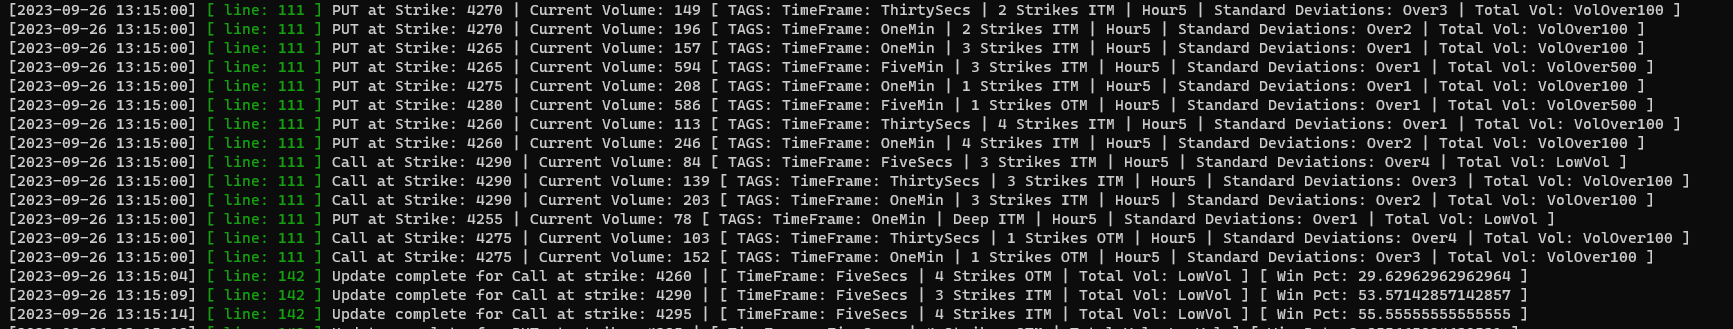 [2023-09-26 13:15:00] [ line: 111 ] PUT at Strike: 4270 | Current Volume: 149 [ TAGS: TimeFrame: ThirtySecs | 2 Strikes ITM | Hour5 | Standard Deviations: Over3 | Total Vol: VolOver100 ]
[2023-09-26 13:15:00] [ line: 111 ] PUT at Strike: 4270 | Current Volume: 196 [ TAGS: TimeFrame: OneMin | 2 Strikes ITM | Hour5 | Standard Deviations: Over2 | Total Vol: VolOver100 ]
[2023-09-26 13:15:00] [ line: 111 ] PUT at Strike: 4265 | Current Volume: 157 [ TAGS: TimeFrame: OneMin | 3 Strikes ITM | Hour5 | Standard Deviations: Over1 | Total Vol: VolOver100 ]
[2023-09-26 13:15:00] [ line: 111 ] PUT at Strike: 4265 | Current Volume: 594 [ TAGS: TimeFrame: FiveMin | 3 Strikes ITM | Hour5 | Standard Deviations: Over1 | Total Vol: VolOver500 ]
[2023-09-26 13:15:00] [ line: 111 ] PUT at Strike: 4275 | Current Volume: 208 [ TAGS: TimeFrame: OneMin | 1 Strikes ITM | Hour5 | Standard Deviations: Over1 | Total Vol: VolOver100 ]
[2023-09-26 13:15:00] [ line: 111 ] PUT at Strike: 4280 | Current Volume: 586 [ TAGS: TimeFrame: FiveMin | 1 Strikes OTM | Hour5 | Standard Deviations: Over1 | Total Vol: VolOver500 ]
[2023-09-26 13:15:00] [ line: 111 ] PUT at Strike: 4260 | Current Volume: 113 [ TAGS: TimeFrame: ThirtySecs | 4 Strikes ITM | Hour5 | Standard Deviations: Over1 | Total Vol: VolOver100 ]
[2023-09-26 13:15:00] [ line: 111 ] PUT at Strike: 4260 | Current Volume: 246 [ TAGS: TimeFrame: OneMin | 4 Strikes ITM | Hour5 | Standard Deviations: Over2 | Total Vol: VolOver100 ]
[2023-09-26 13:15:00] [ line: 111 ] Call at Strike: 4290 | Current Volume: 84 [ TAGS: TimeFrame: FiveSecs | 3 Strikes ITM | Hour5 | Standard Deviations: Over4 | Total Vol: LowVol ]
[2023-09-26 13:15:00] [ line: 111 ] Call at Strike: 4290 | Current Volume: 139 [ TAGS: TimeFrame: ThirtySecs | 3 Strikes ITM | Hour5 | Standard Deviations: Over3 | Total Vol: VolOver100 ]
[2023-09-26 13:15:00] [ line: 111 ] Call at Strike: 4290 | Current Volume: 203 [ TAGS: TimeFrame: OneMin | 3 Strikes ITM | Hour5 | Standard Deviations: Over2 | Total Vol: VolOver100 ]
[2023-09-26 13:15:00] [ line: 111 ] PUT at Strike: 4255 | Current Volume: 78 [ TAGS: TimeFrame: OneMin | Deep ITM | Hour5 | Standard Deviations: Over1 | Total Vol: LowVol ]
[2023-09-26 13:15:00] [ line: 111 ] Call at Strike: 4275 | Current Volume: 103 [ TAGS: TimeFrame: ThirtySecs | 1 Strikes OTM | Hour5 | Standard Deviations: Over4 | Total Vol: VolOver100 ]
[2023-09-26 13:15:00] [ line: 111 ] Call at Strike: 4275 | Current Volume: 152 [ TAGS: TimeFrame: OneMin | 1 Strikes OTM | Hour5 | Standard Deviations: Over3 | Total Vol: VolOver100 ]
[2023-09-26 13:15:04] [ line: 142 ] Update complete for Call at strike: 4260 | [ TimeFrame: FiveSecs | 4 Strikes OTM | Total Vol: LowVol ] [ Win Pct: 29.62962962962964 ]
[2023-09-26 13:15:09] [ line: 142 ] Update complete for Call at strike: 4290 | [ TimeFrame: FiveSecs | 3 Strikes ITM | Total Vol: LowVol ] [ Win Pct: 53.57142857142857 ]
[2023-09-26 13:15:14] [ line: 142 ] Update complete for Call at strike: 4295 | [ TimeFrame: FiveSecs | 4 Strikes ITM | Total Vol: LowVol ] [ Win Pct: 55.55555555555555 ]